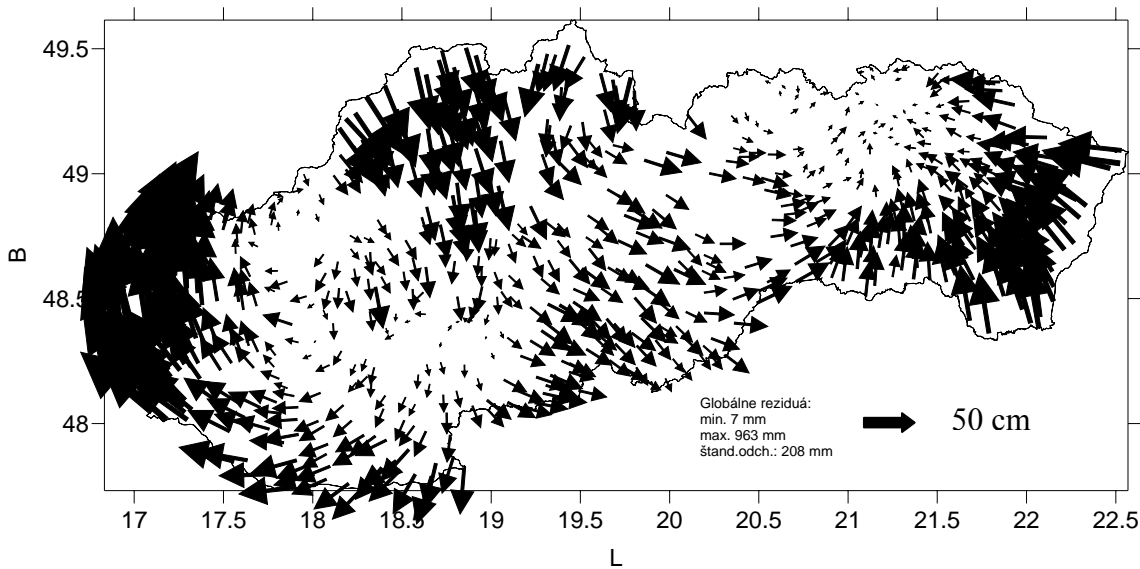 49.5
49
48.5
48
B
Globálne reziduá:
min. 7 mm
max. 963 mm
štand.odch.: 208 mm
50 cm
17 17.5 18 18.5 19 19.5 20 20.5 21 21.5 22 22.5
L